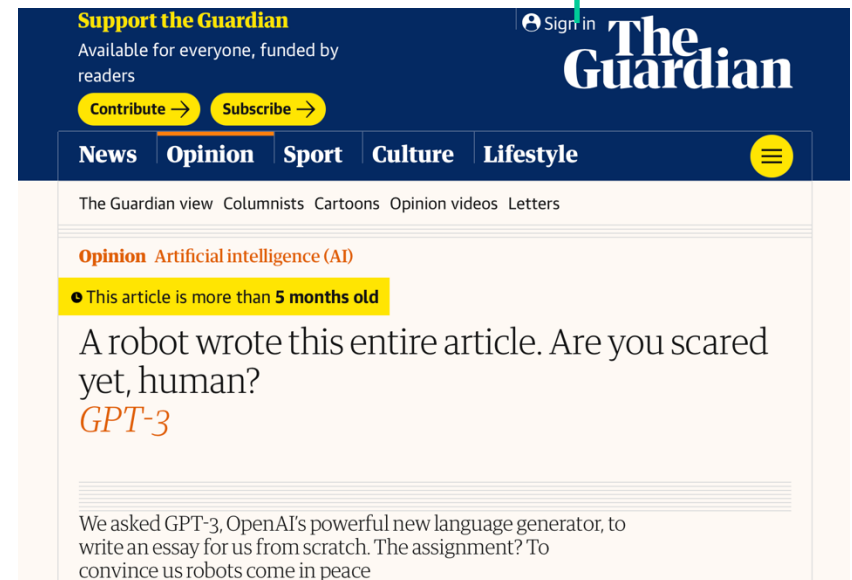 Support the Guardian
Available for everyone, funded by
readers
Contribute → Subscribe →
Sign in
The
Guardian
News Opinion Sport Culture Lifestyle
The Guardian view Columnists Cartoons Opinion videos Letters
Opinion Artificial intelligence (AI)
This article is more than 5 months old
A robot wrote this entire article. Are you scared
yet, human?
GPT-3
We asked GPT-3, OpenAI’s powerful new language generator, to
write an essay for us from scratch. The assignment? To
convince us robots come in peace